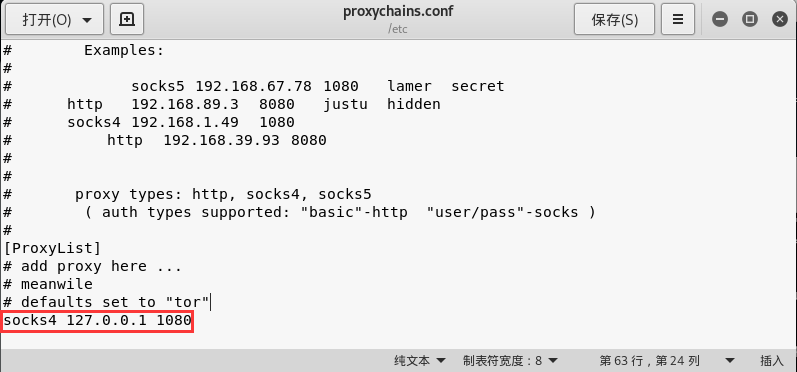 打开(O)
proxychains.conf
/etc
保存(S)
# Examples:
#
# socks5 192.168.67.78 1080 lamer secret
# http 192.168.89.3 8080 justu hidden
# socks4 192.168.1.49 1080
# http 192.168.39.93 8080
#
#
# proxy types: http, socks4, socks5
# ( auth types supported: "basic"-http "user/pass"-socks )
#
[ProxyList]
# add proxy here ...
# meanwile
# defaults set to "tor"
socks4 127.0.0.1 1080
纯文本 制表符宽度：8 第 63 行，第 24 列 插入